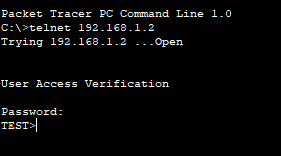 Packet Tracer PC Command Line 1.0
C:\>telnet 192.168.1.2
Trying 192.168.1.2 ...Open
User Access Verification
Password:
TEST>